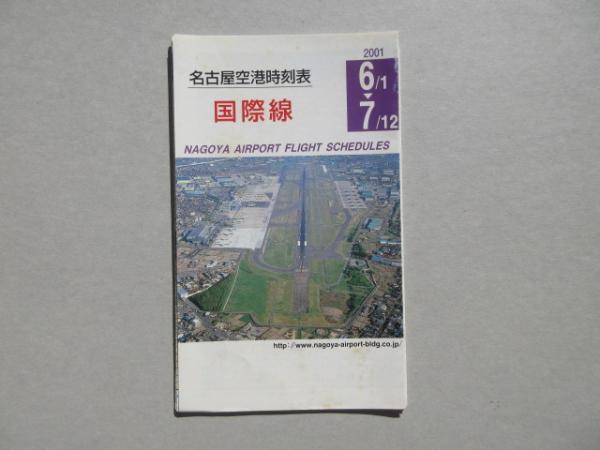 2001
名古屋空港時刻表
6/1
▼
国際線
7/12
NAGOYA AIRPORT FLIGHT SCHEDULES
http://www.nagoya-airport-bldg.co.jp/